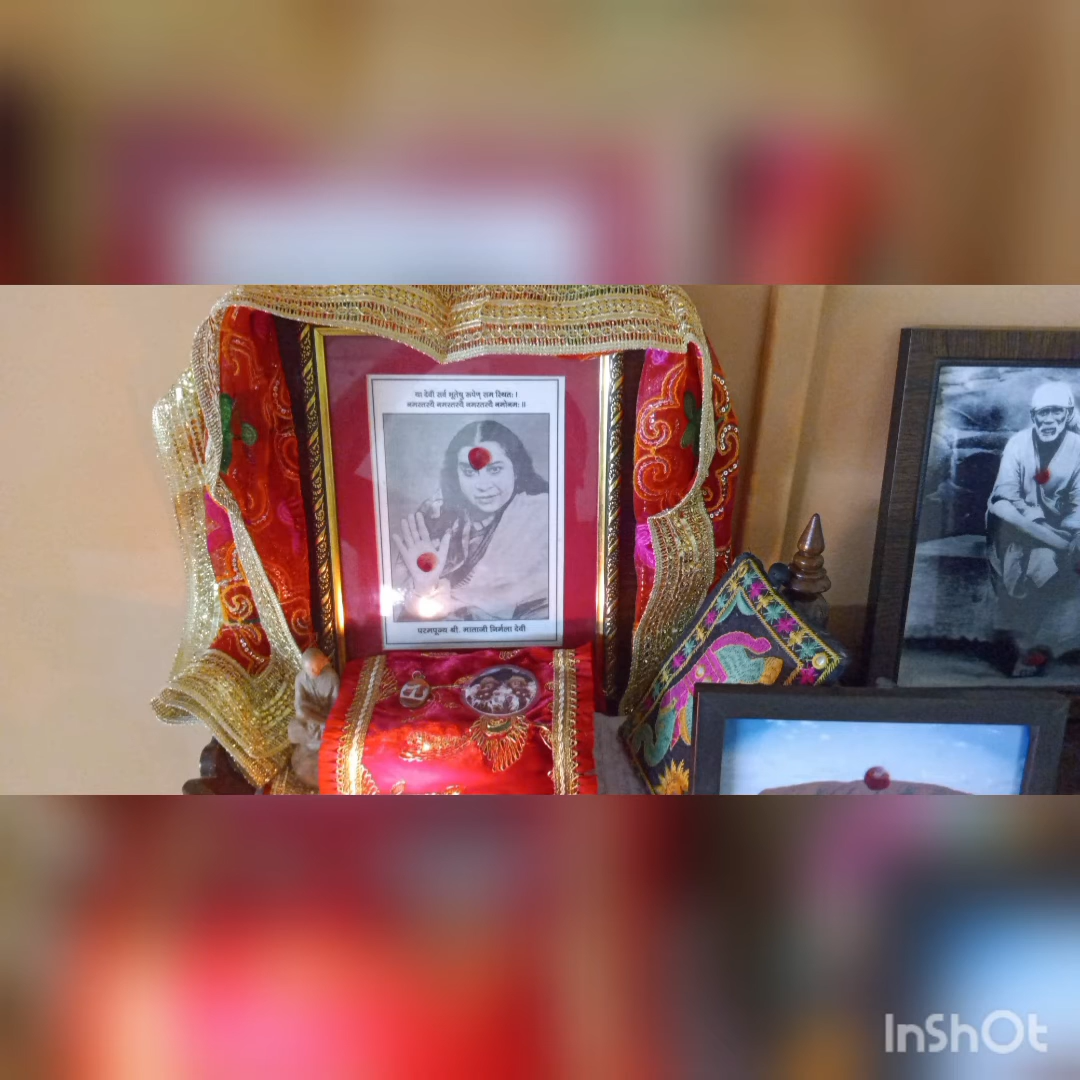 या देवी सर्व भूतेषु रूपेण राम स्थितः ।
नमस्तस्यै नमस्तस्यै नमस्तस्यै नमोनमः ॥
परमपूज्य श्री. माताजी निर्मला देवी
InShOt